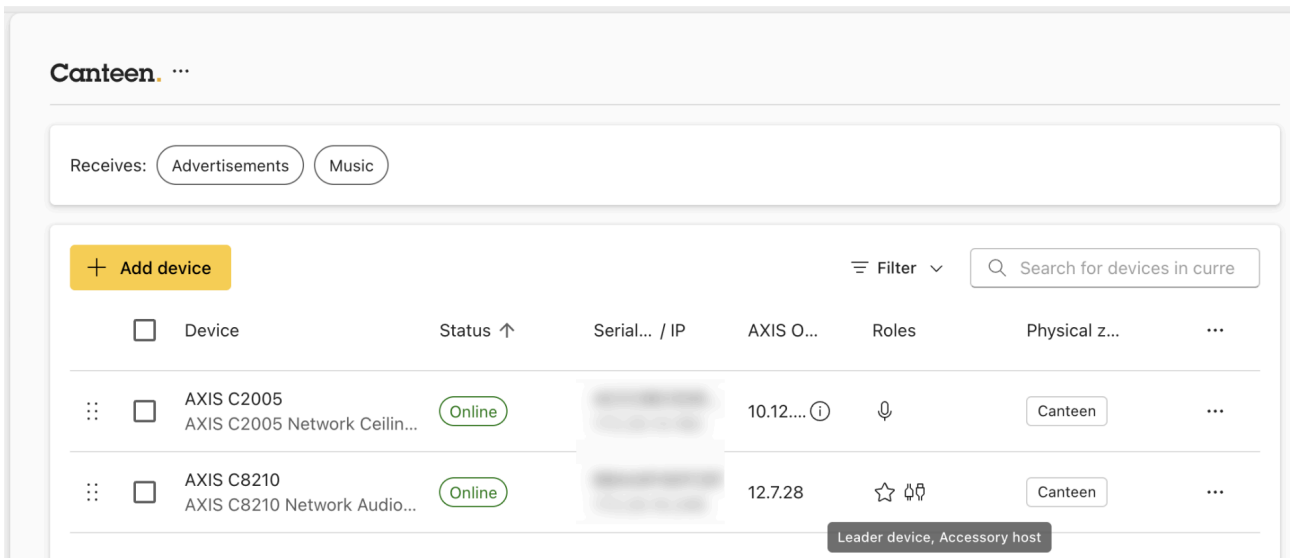 Canteen. ...
Receives: Advertisements Music
+ Add device Filter Search for devices in curre
Device Status ↑ Serial... / IP AXIS O... Roles Physical z... ...
AXIS C2005
AXIS C2005 Network Ceilin... Online 10.12.... Canteen ...
AXIS C8210
AXIS C8210 Network Audio... Online 12.7.28 Canteen ...
Leader device, Accessory host